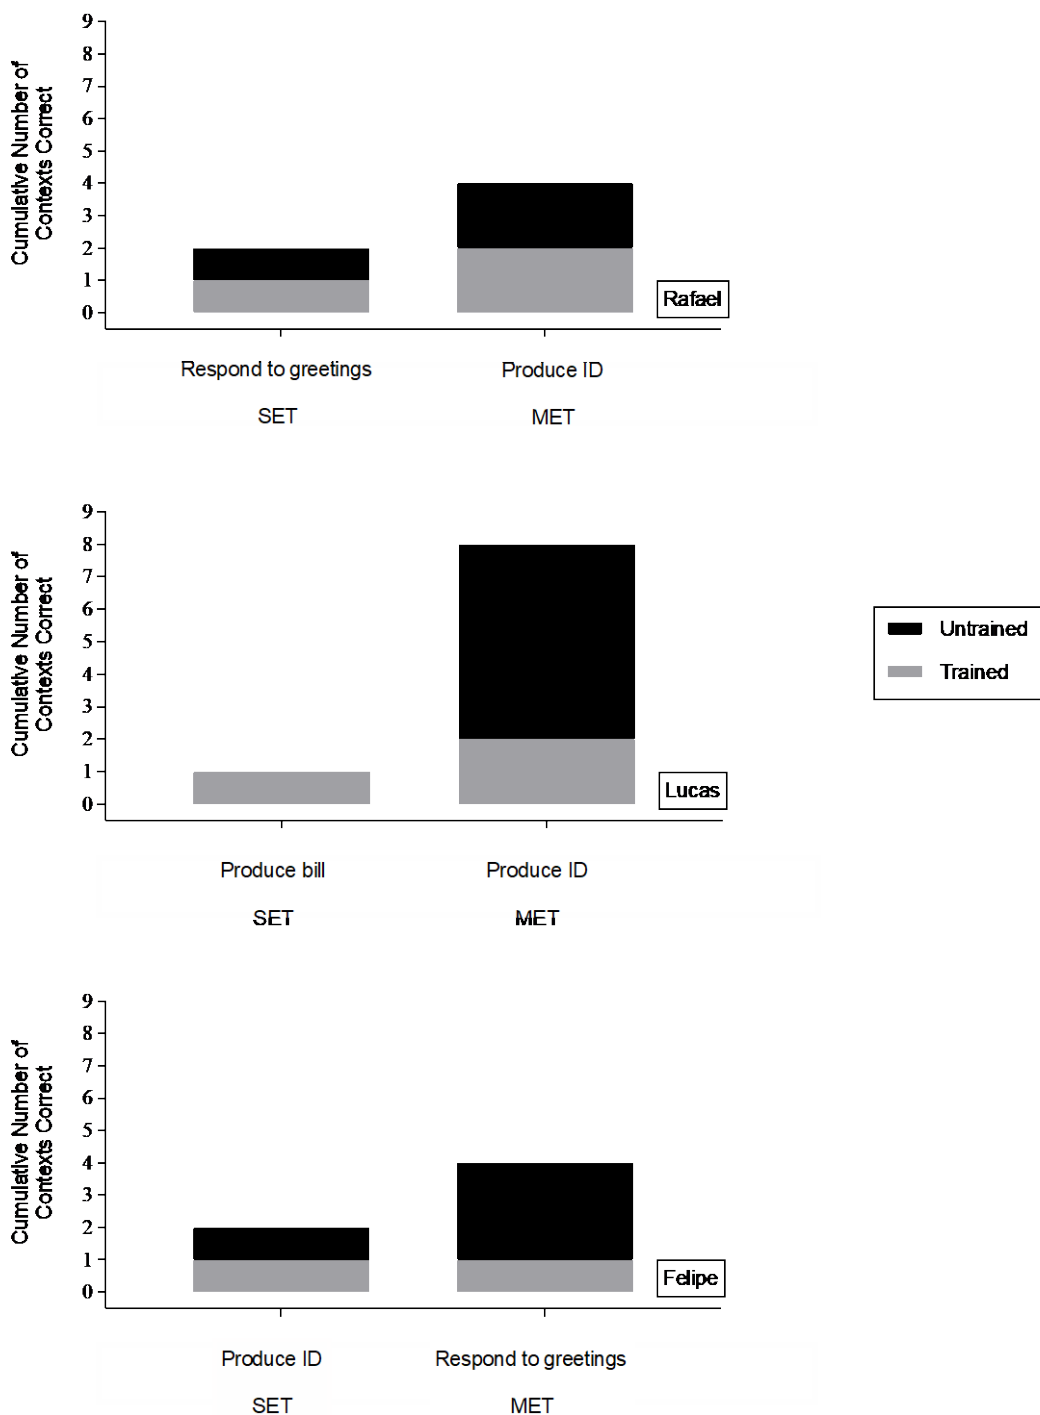 Cumulative Number of
Contexts Correct
9
8
7
6
5
4
3
2
1
0
Rafael
Respond to greetings
Produce ID
SET
MET
Cumulative Number of
Contexts Correct
9
8
7
6
5
4
3
2
1
0
Lucas
Untrained
Trained
Produce bill
Produce ID
SET
MET
Cumulative Number of
Contexts Correct
9
8
7
6
5
4
3
2
1
0
Felipe
Produce ID
Respond to greetings
SET
MET